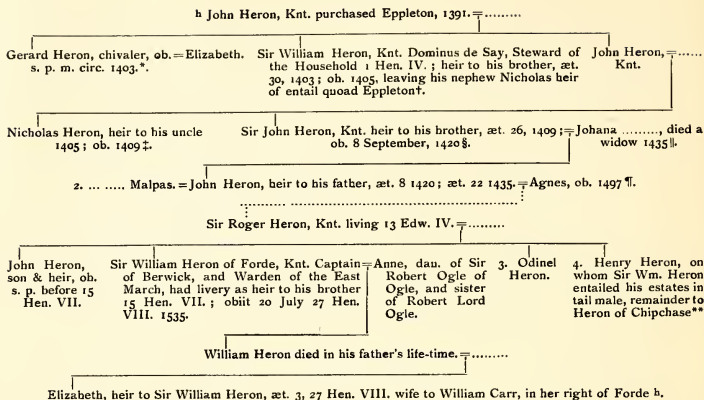 h John Heron, Knt. purchased Eppleton, 1391.=.........
Gerard Heron, chivaler, ob.=Elizabeth.
s. p. m. circ. 1403.*.
Sir William Heron, Knt. Dominus de Say, Steward of
the Household 1 Hen. IV. ; heir to his brother, æt.
30, 1403 ; ob. 1405, leaving his nephew Nicholas heir
of entail quoad Eppleton†.
John Heron,=......
Knt.
Nicholas Heron, heir to his uncle
1405 ; ob. 1409‡.
Sir John Heron, Knt. heir to his brother, æt. 26, 1409 ;=Johana ........., died a
ob. 8 September, 1420§.
widow 1435‖.
2. ... ...... Malpas.=John Heron, heir to his father, æt. 8 1420 ; æt. 22 1435.=Agnes, ob. 1497 ¶.
Sir Roger Heron, Knt. living 13 Edw. IV.=.........
John Heron,
son & heir, ob.
s. p. before 15
Hen. VII.
Sir William Heron of Forde, Knt. Captain=
of Berwick, and Warden of the East
March, had livery as heir to his brother
15 Hen. VII. ; obiit 20 July 27 Hen.
VIII. 1535.
Anne, dau. of Sir
Robert Ogle of
Ogle, and sister
of Robert Lord
Ogle.
3. Odinel
Heron.
4. Henry Heron, on
whom Sir Wm. Heron
entailed his estates in
tail male, remainder to
Heron of Chipchase**
William Heron died in his father's life-time.=.........
Elizabeth, heir to Sir William Heron, æt. 3, 27 Hen. VIII. wife to William Carr, in her right of Forde h.